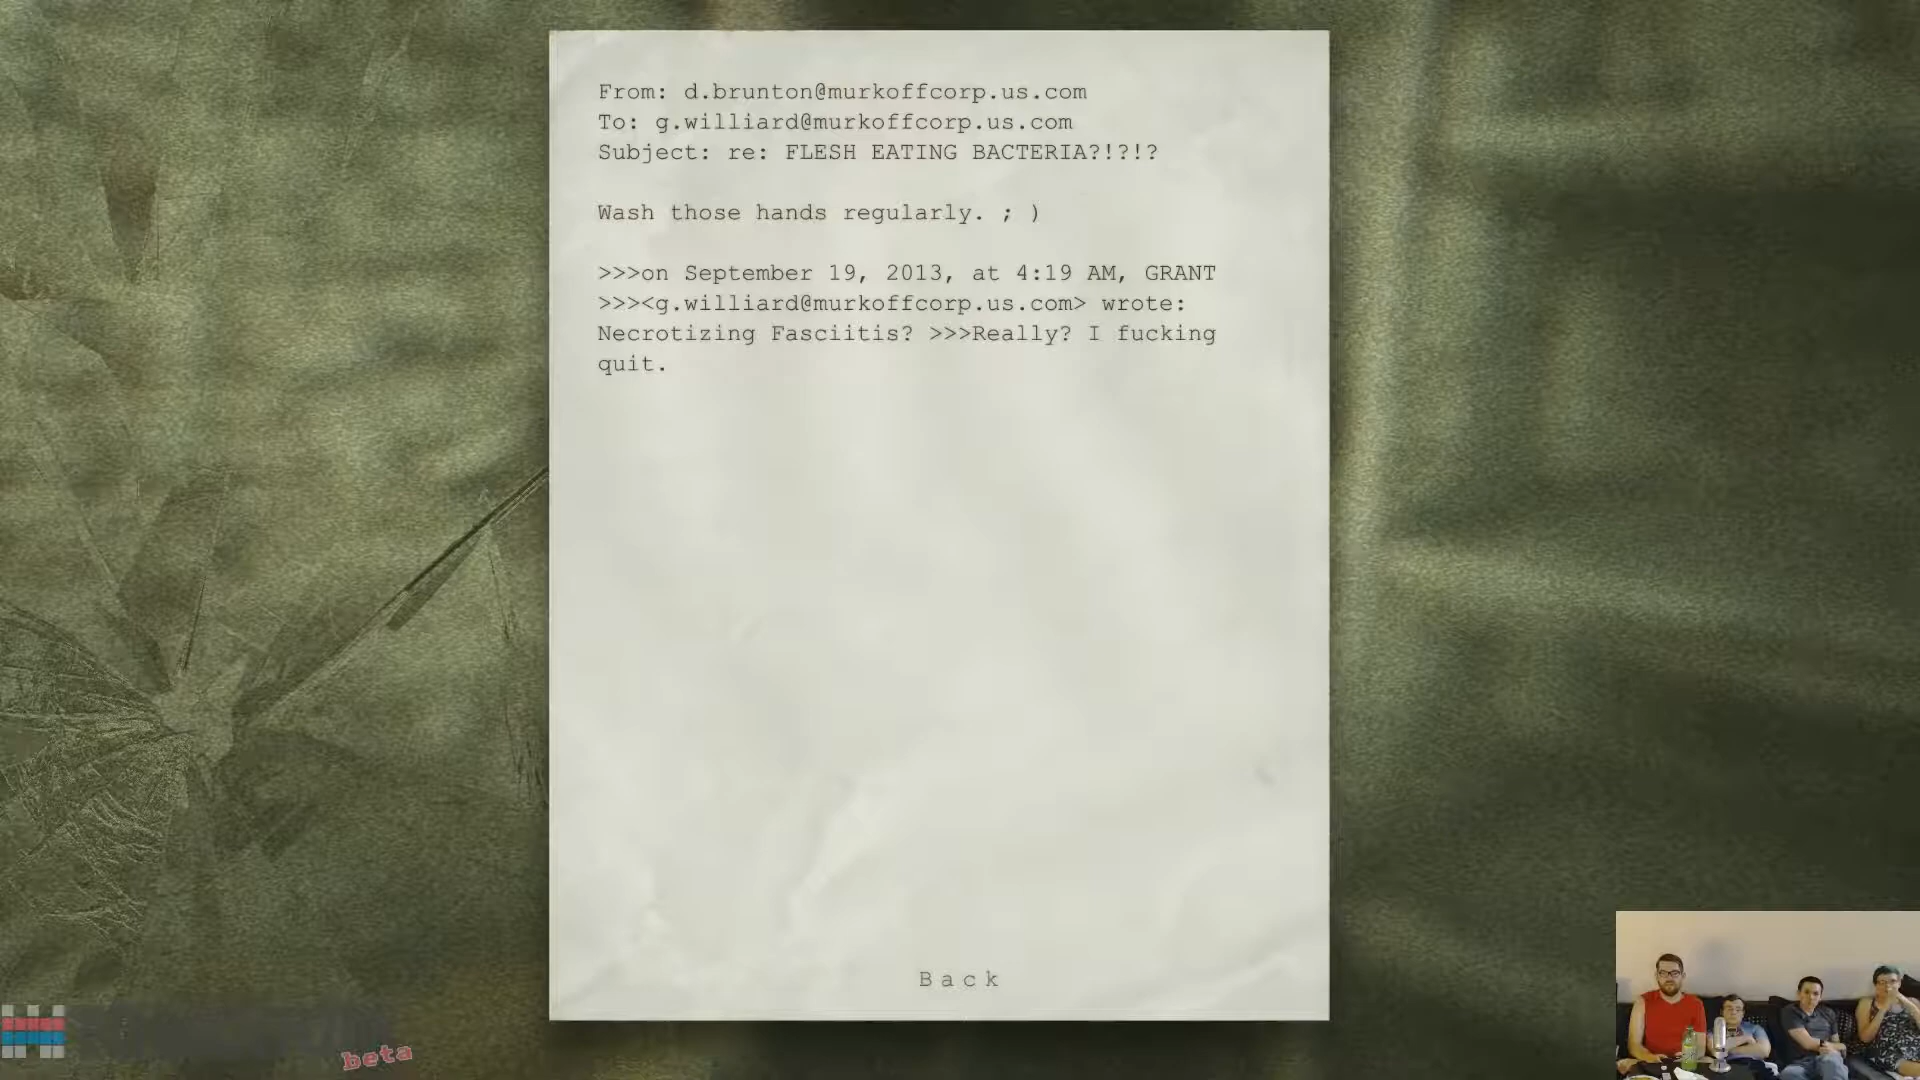 From: d.brunton@murkoffcorp.us.com
To: g.williard@murkoffcorp.us.com
Subject: re: FLESH EATING BACTERIA?!?!?
Wash those hands regularly. ; )
>>>on September 19, 2013, at 4:19 AM, GRANT
>>><g.williard@murkoffcorp.us.com> wrote:
Necrotizing Fasciitis? >>>Really? I fucking
quit.
Back
beta